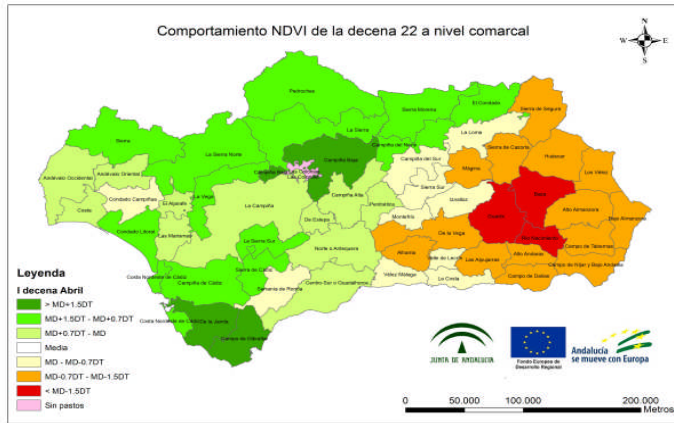 Comportamiento NDVI de la decena 22 a nivel comarcal
N
W E
S
Pedroches
Sierra Morena
El Condado
Sierra de Segura
Sierra
La Sierra
La Loma
La Sierra Norte
Campiña Baja
Campiña del Norte
Sierra de Cazorla
Andévalo Occidental
Andévalo Oriental
Las Colonias
Campiña del Sur
Mágina
Huéscar
Los Vélez
Condado Campiña
El Aljarafe
La Vega
Campiña Alta
Sierra Sur
Baza
Costa
La Campiña
Penibética
Iznalloz
Guadix
Alto Almanzora
Bajo Almanzora
Las Marismas
De Estepa
Montefrío
Condado Litoral
La Sierra Sur
Norte o Antequera
De la Vega
Río Nacimiento
Campo de Tabernas
Sierra de Cádiz
Alhama
Valle de Lecrín
Las Alpujarras
Alto Andarax
Campo de Níjar y Bajo Andarax
Costa Noroeste de Cádiz
Campiña de Cádiz
Serranía de Ronda
Centro Sur o Guadalhorce
Vélez Málaga
La Costa
Campo de Dalías
De la Janda
Campo de Gibraltar
Leyenda
I decena Abril
> MD+1.5DT
MD+1.5DT - MD+0.7DT
MD+0.7DT - MD
Media
MD - MD-0.7DT
MD-0.7DT - MD-1.5DT
< MD-1.5DT
Sin pastos
JUNTA DE ANDALUCIA
Fondo Europeo de
Desarrollo Regional
Andalucía
se mueve con Europa
0 50.000 100.000 200.000
Metros